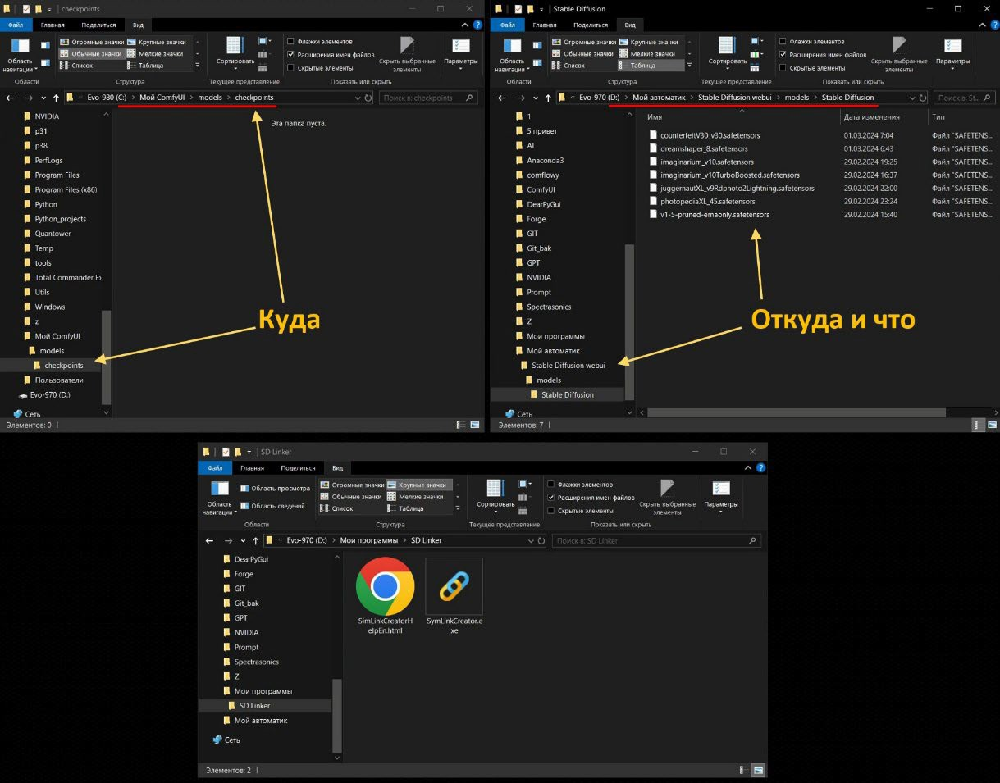 checkpoints
Файл Главная Поделиться Вид
Область навигации
Огромные значки Крупные значки
Обычные значки Мелкие значки
Список Таблица
Сортировать
Флажки элементов
Расширения имен файлов
Скрытые элементы
Скрыть выбранные элементы
Параметры
Области Структура Текущее представление Показать или скрыть
« Evo-980 (C:) > Мой ComfyUI > models > checkpoints
Поиск в: checkpoints
NVIDIA
p31
p38
PerfLogs
Program Files
Program Files (x86)
Python
Python_projects
Quantower
Temp
tools
Total Commander Ex
Utils
Windows
z
Мой ComfyUI
models
checkpoints
Пользователи
Evo-970 (D:)
Сеть
Эта папка пуста.
Куда
Элементов: 0
Stable Diffusion
Файл Главная Поделиться Вид
Область навигации
Огромные значки Крупные значки
Обычные значки Мелкие значки
Список Таблица
Сортировать
Флажки элементов
Расширения имен файлов
Скрытые элементы
Скрыть выбранные элементы
Параметры
Области Структура Текущее представление Показать или скрыть
« Evo-970 (D:) > Мой автоматик > Stable Diffusion webui > models > Stable Diffusion
Поиск в: St...
1
5 привет
AI
Anaconda3
comflowy
ComfyUI
DearPyGui
Forge
GIT
Git_bak
GPT
NVIDIA
Prompt
Spectrasonics
Z
Мои программы
Мой автоматик
Stable Diffusion webui
models
Stable Diffusion
Сеть
Имя Дата изменения Тип
counterfeitV30_v30.safetensors 01.03.2024 7:04 Файл "SAFETENS...
dreamshaper_8.safetensors 01.03.2024 6:43 Файл "SAFETENS...
imaginarium_v10.safetensors 29.02.2024 19:25 Файл "SAFETENS...
imaginarium_v10TurboBoosted.safetensors 29.02.2024 16:37 Файл "SAFETENS...
juggernautXL_v9Rdphoto2Lightning.safetensors 29.02.2024 22:00 Файл "SAFETENS...
photopediaXL_45.safetensors 29.02.2024 23:24 Файл "SAFETENS...
v1-5-pruned-emaonly.safetensors 29.02.2024 15:40 Файл "SAFETENS...
Откуда и что
Элементов: 7
SD Linker
Файл Главная Поделиться Вид
Область навигации
Область просмотра
Область сведений
Огромные значки Крупные значки
Обычные значки Мелкие значки
Список Таблица
Сортировать
Флажки элементов
Расширения имен файлов
Скрытые элементы
Скрыть выбранные элементы
Параметры
Области Структура Текущее представление Показать или скрыть
« Evo-970 (D:) > Мои программы > SD Linker
Поиск в: SD Linker
DearPyGui
Forge
GIT
Git_bak
GPT
NVIDIA
Prompt
Spectrasonics
Z
Мои программы
SD Linker
Мой автоматик
Сеть
SimLinkCreatorH
elpEn.html
SymLinkCreator.e
xe
Элементов: 2